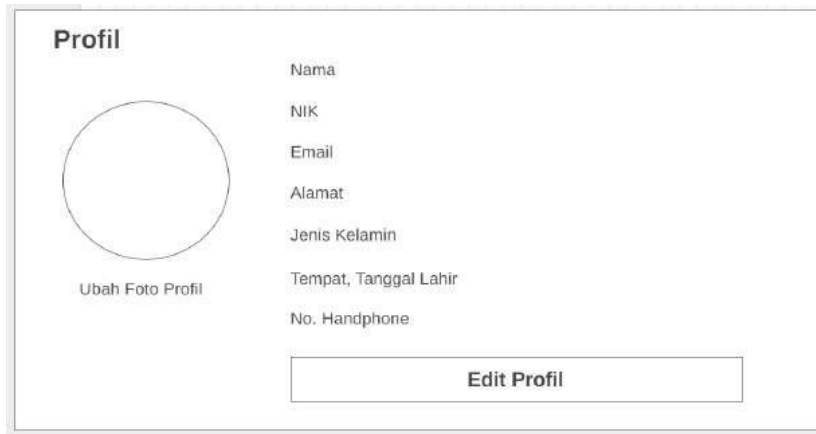 Profil
Nama
NIK
Email
Alamat
Jenis Kelamin
Tempat, Tanggal Lahir
Ubah Foto Profil
No. Handphone
Edit Profil